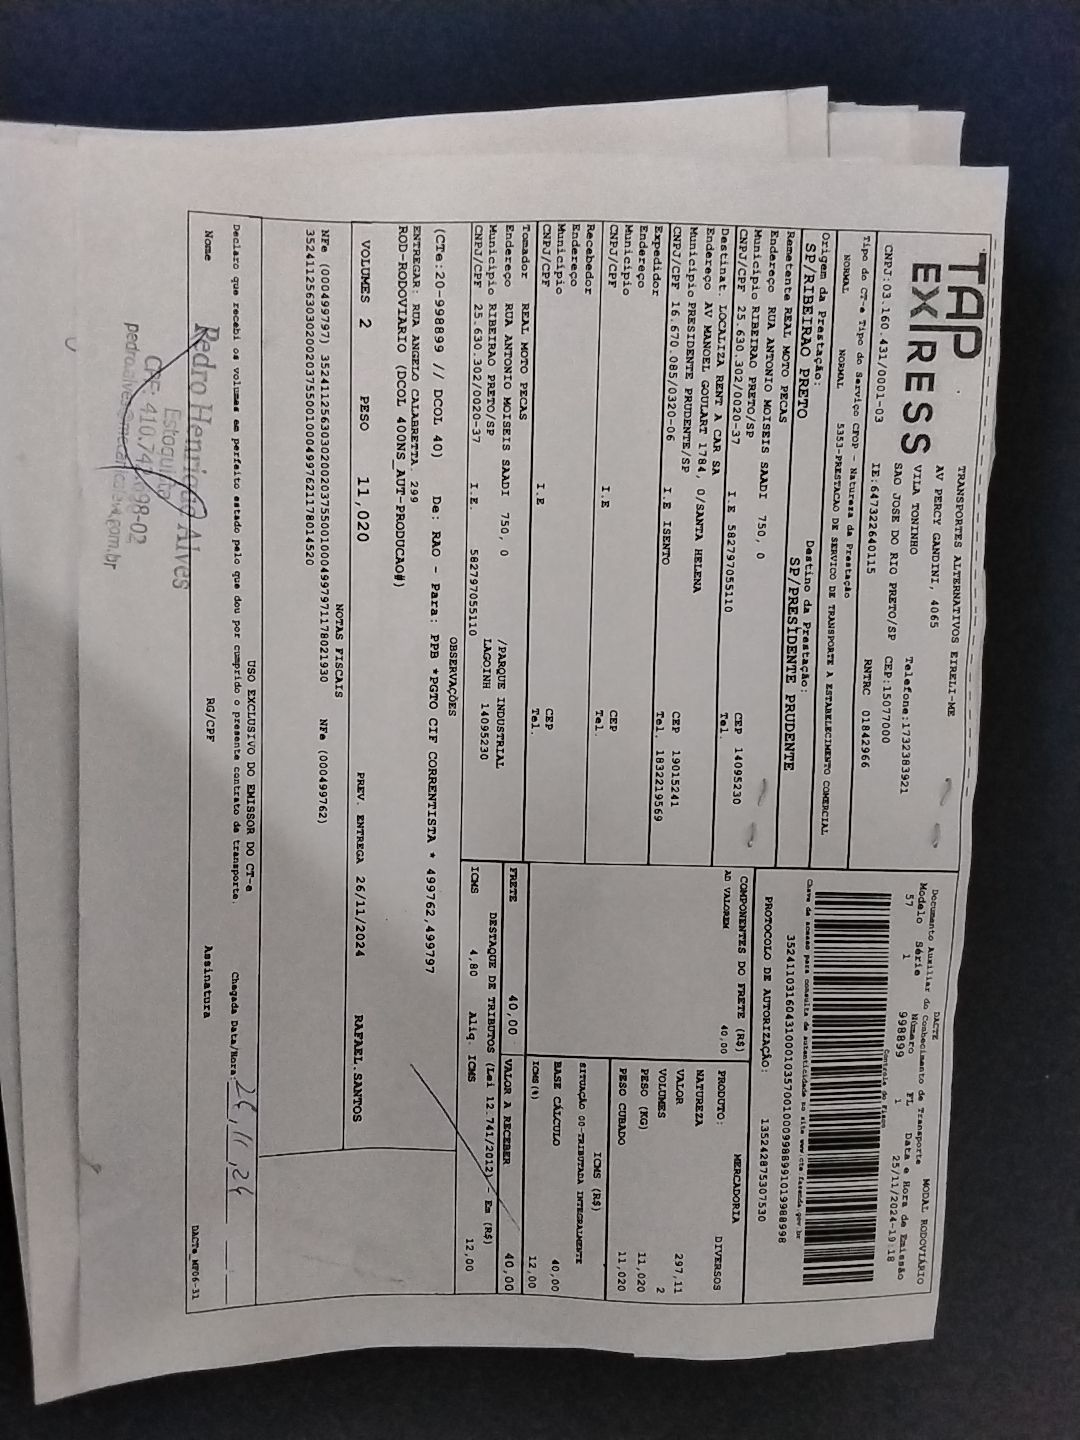 TAP
EXPRESS
TRANSPORTES ALTERNATIVOS EIRELI-ME
AV PERCY GANDINI, 4065
VILA TONINHO
SAO JOSE DO RIO PRETO/SP CEP:15077000
Telefone:1732383921
CNPJ:03.160.431/0001-03 IE:647322640115 RNTRC 01842966
Tipo do CT-e Tipo do Serviço CFOP - Natureza da Prestação
NORMAL NORMAL 5353-PRESTACAO DE SERVICO DE TRANSPORTE A ESTABELECIMENTO COMERCIAL
Origem da Prestação: Destino da Prestação:
SP/RIBEIRAO PRETO SP/PRESIDENTE PRUDENTE
Remetente REAL MOTO PECAS
Endereço RUA ANTONIO MOISEIS SAADI 750, 0
Município RIBEIRAO PRETO/SP CEP 14095230
CNPJ/CPF 25.630.302/0020-37 I.E 582797055110 Tel.
Destinat. LOCALIZA RENT A CAR SA
Endereço AV MANOEL GOULART 1784, 0/SANTA HELENA
Município PRESIDENTE PRUDENTE/SP CEP 19015241
CNPJ/CPF 16.670.085/0320-06 I.E ISENTO Tel. 1832219569
Expedidor
Endereço
Município CEP
CNPJ/CPF I.E Tel.
Recebedor
Endereço
Município CEP
CNPJ/CPF I.E Tel.
Tomador REAL MOTO PECAS
Endereço RUA ANTONIO MOISEIS SAADI 750, 0 /PARQUE INDUSTRIAL
Município RIBEIRAO PRETO/SP LAGOINH 14095230
CNPJ/CPF 25.630.302/0020-37 I.E. 582797055110
DACTE MODAL RODOVIÁRIO
Documento Auxiliar do Conhecimento de Transporte
Modelo Série Número FL Data e Hora de Emissão
57 1 998899 1 25/11/2024-19:18
Controle do Fisco
Chave de acesso para consulta de autenticidade no site www.cte.fazenda.gov.br
35241103160431000103570010009988991019988998
PROTOCOLO DE AUTORIZAÇÃO: 135242875307530
COMPONENTES DO FRETE (R$)
AD VALOREM 40,00
PRODUTO: MERCADORIA
NATUREZA DIVERSOS
VALOR 297,11
VOLUMES 2
PESO (KG) 11,020
PESO CUBADO 11,020
ICMS (R$)
SITUAÇÃO 00-TRIBUTADA INTEGRALMENTE
BASE CÁLCULO 40,00
ICMS(%) 12,00
FRETE 40,00 VALOR A RECEBER 40,00
DESTAQUE DE TRIBUTOS (Lei 12.741/2012) - Em (R$)
ICMS 4,80 Aliq. ICMS 12,00
OBSERVAÇÕES
(CTe:20-998899 // DCOL 40) De: RAO - Para: PPB *PGTO CIF CORRENTISTA * 499762,499797
ENTREGAR: RUA ANGELO CALABRETTA, 299
ROD-RODOVIARIO (DCOL 40ONS_AUT-PRODUCAO#)
VOLUMES 2 PESO 11,020 PREV. ENTREGA 26/11/2024 RAFAEL.SANTOS
NOTAS FISCAIS
NFe (000499797) 35241125630302002037550010004997971178021930 NFe (000499762)
35241125630302002037550010004997621178014520
USO EXCLUSIVO DO EMISSOR DO CT-e
Declaro que recebi os volumes em perfeito estado pelo que dou por cumprido o presente contrato de transporte. Chegada Data/Hora: 26, 11, 24
Nome RG/CPF Assinatura
DACTe_MF06-31
Pedro Henrique Alves
Estoquista